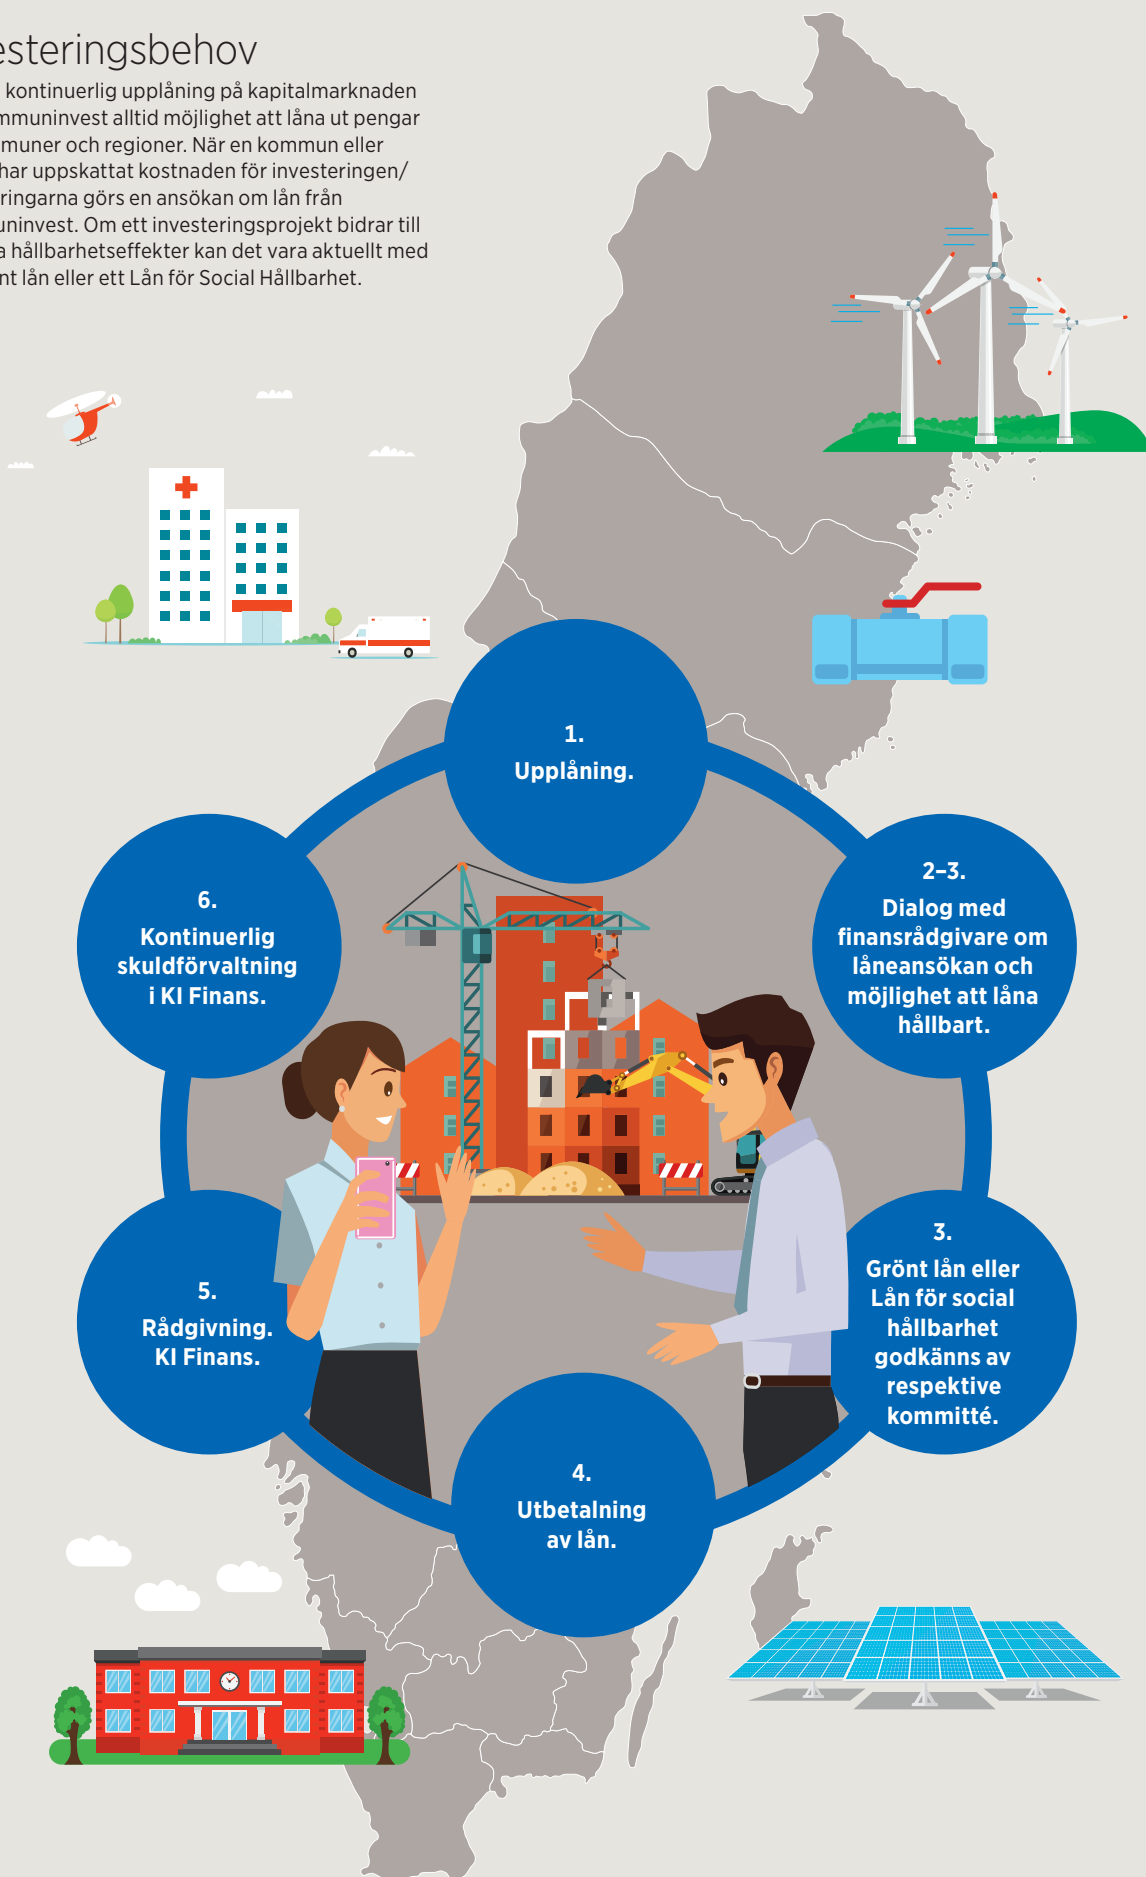 esteringsbehov
kontinuerlig upplåning på kapitalmarknaden
mmuninvest alltid möjlighet att låna ut pengar
muner och regioner. När en kommun eller
har uppskattat kostnaden för investeringen/
ringarna görs en ansökan om lån från
uninvest. Om ett investeringsprojekt bidrar till
a hållbarhetseffekter kan det vara aktuellt med
nt lån eller ett Lån för Social Hållbarhet.
1.
Upplåning.
2–3.
Dialog med
finansrådgivare om
låneansökan och
möjlighet att låna
hållbart.
3.
Grönt lån eller
Lån för social
hållbarhet
godkänns av
respektive
kommitté.
4.
Utbetalning
av lån.
5.
Rådgivning.
KI Finans.
6.
Kontinuerlig
skuldförvaltning
i KI Finans.